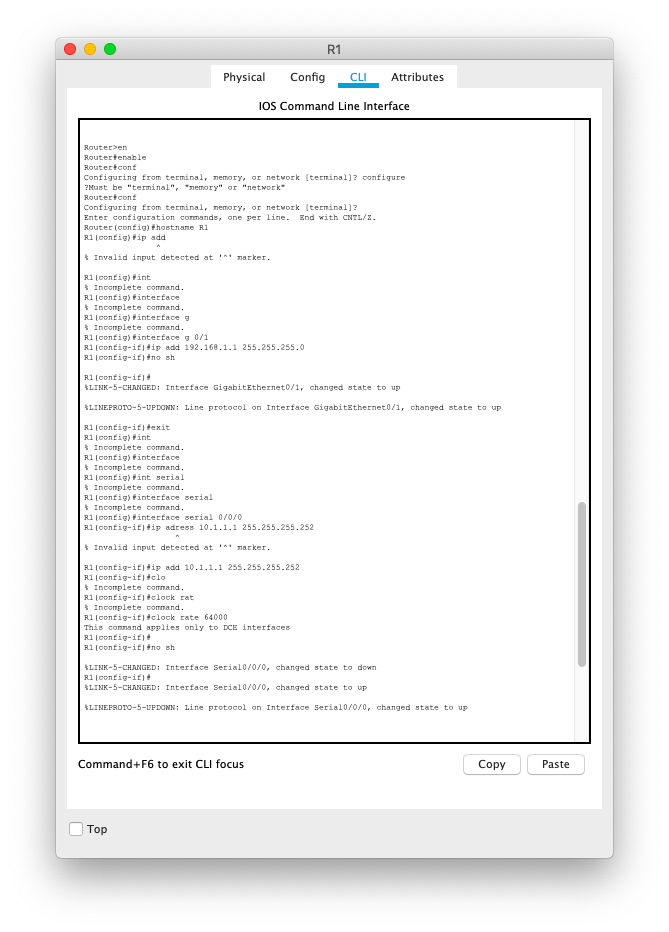 R1
Physical Config CLI Attributes
IOS Command Line Interface
Router>en
Router#enable
Router#conf
Configuring from terminal, memory, or network [terminal]? configure
?Must be "terminal", "memory" or "network"
Router#conf
Configuring from terminal, memory, or network [terminal]?
Enter configuration commands, one per line.  End with CNTL/Z.
Router(config)#hostname R1
R1(config)#ip add
^
% Invalid input detected at '^' marker.
R1(config)#int
% Incomplete command.
R1(config)#interface
% Incomplete command.
R1(config)#interface g
% Incomplete command.
R1(config)#interface g 0/1
R1(config-if)#ip add 192.168.1.1 255.255.255.0
R1(config-if)#no sh
R1(config-if)#
%LINK-5-CHANGED: Interface GigabitEthernet0/1, changed state to up
%LINEPROTO-5-UPDOWN: Line protocol on Interface GigabitEthernet0/1, changed state to up
R1(config-if)#exit
R1(config)#int
% Incomplete command.
R1(config)#interface
% Incomplete command.
R1(config)#int serial
% Incomplete command.
R1(config)#interface serial
% Incomplete command.
R1(config)#interface serial 0/0/0
R1(config-if)#ip adress 10.1.1.1 255.255.255.252
^
% Invalid input detected at '^' marker.
R1(config-if)#ip add 10.1.1.1 255.255.255.252
R1(config-if)#clo
% Incomplete command.
R1(config-if)#clock rat
% Incomplete command.
R1(config-if)#clock rate 64000
This command applies only to DCE interfaces
R1(config-if)#
R1(config-if)#no sh
%LINK-5-CHANGED: Interface Serial0/0/0, changed state to down
R1(config-if)#
%LINK-5-CHANGED: Interface Serial0/0/0, changed state to up
%LINEPROTO-5-UPDOWN: Line protocol on Interface Serial0/0/0, changed state to up
Command+F6 to exit CLI focus Copy Paste
Top